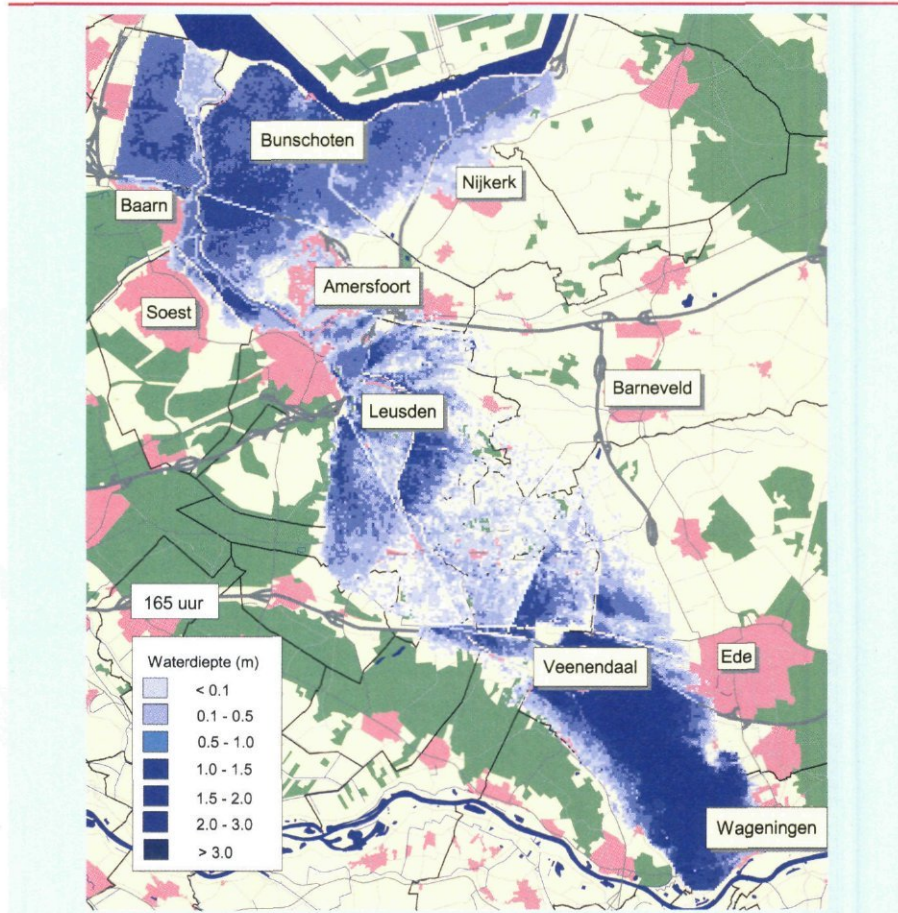 Bunschoten
Nijkerk
Baarn
Amersfoort
Soest
Barneveld
Leusden
165 uur
Ede
Veenendaal
Waterdiepte (m)
< 0.1
0.1 - 0.5
0.5 - 1.0
1.0 - 1.5
1.5 - 2.0
2.0 - 3.0
> 3.0
Wageningen